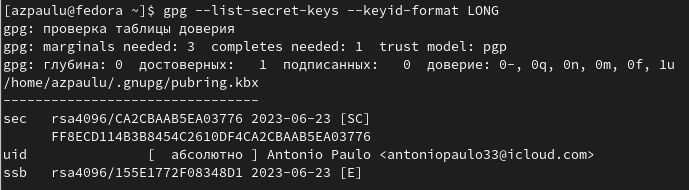 [azpaulu@fedora ~]$ gpg --list-secret-keys --keyid-format LONG
gpg: проверка таблицы доверия
gpg: marginals needed: 3  completes needed: 1  trust model: pgp
gpg: глубина: 0  достоверных:   1  подписанных:   0  доверие: 0-, 0q, 0n, 0m, 0f, 1u
/home/azpaulu/.gnupg/pubring.kbx
--------------------------------
sec   rsa4096/CA2CBAAB5EA03776 2023-06-23 [SC]
      FF8ECD114B3B8454C2610DF4CA2CBAAB5EA03776
uid              [  абсолютно ] Antonio Paulo <antoniopaulo33@icloud.com>
ssb   rsa4096/155E1772F08348D1 2023-06-23 [E]